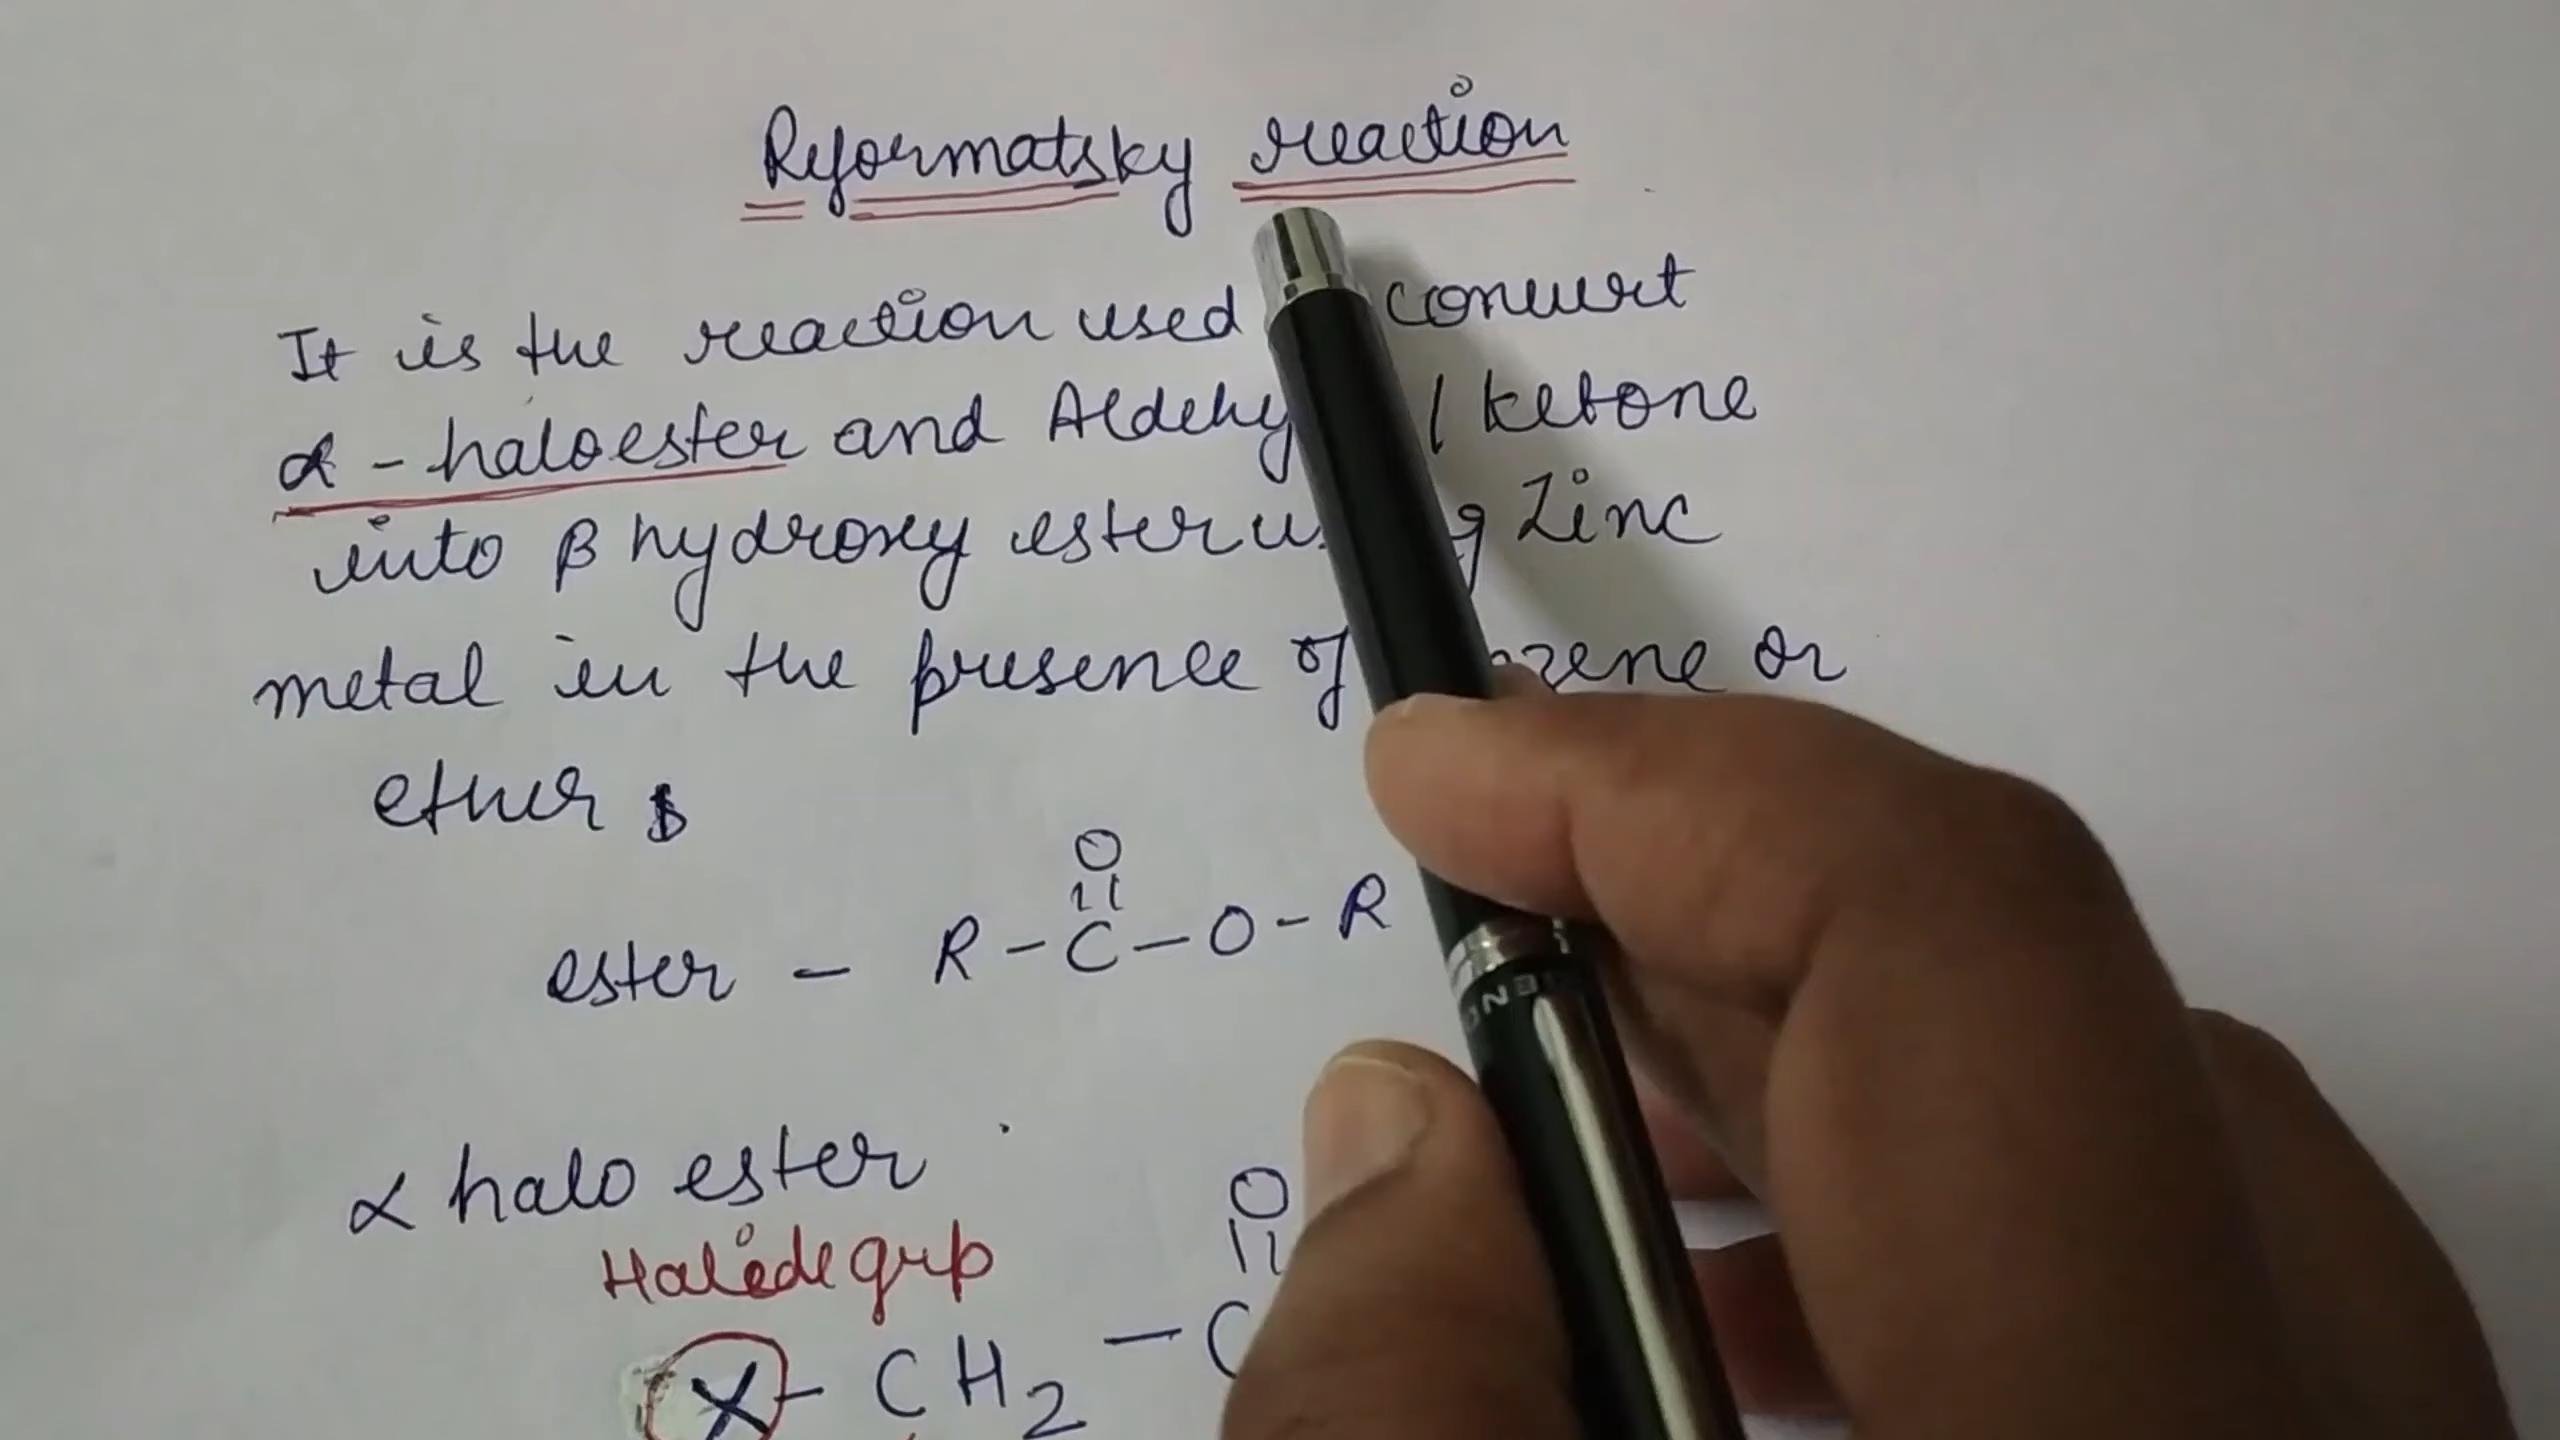 Reformatsky reaction
It is the reaction used convert
α - haloester and Aldehy / ketone
into β hydroxy ester Zinc
metal in the presence of or
ether
O
||
ester - R - C - O - R
α halo ester
Halide grp
O
||
X - CH2 - C